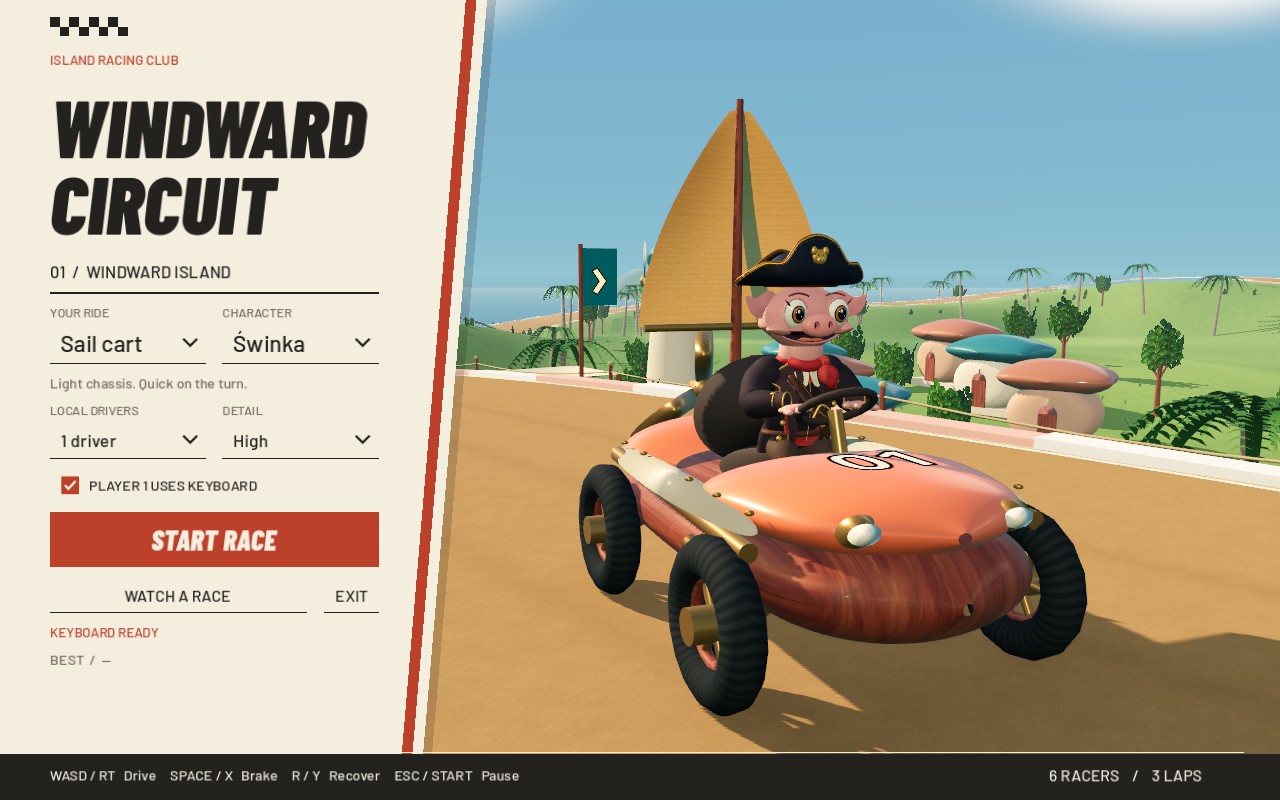 ISLAND RACING CLUB
WINDWARD
CIRCUIT
01 / WINDWARD ISLAND
YOUR RIDE CHARACTER
Sail cart Świnka
Light chassis. Quick on the turn.
LOCAL DRIVERS DETAIL
1 driver High
PLAYER 1 USES KEYBOARD
START RACE
WATCH A RACE EXIT
KEYBOARD READY
BEST / —
01
WASD / RT Drive SPACE / X Brake R / Y Recover ESC / START Pause
6 RACERS / 3 LAPS